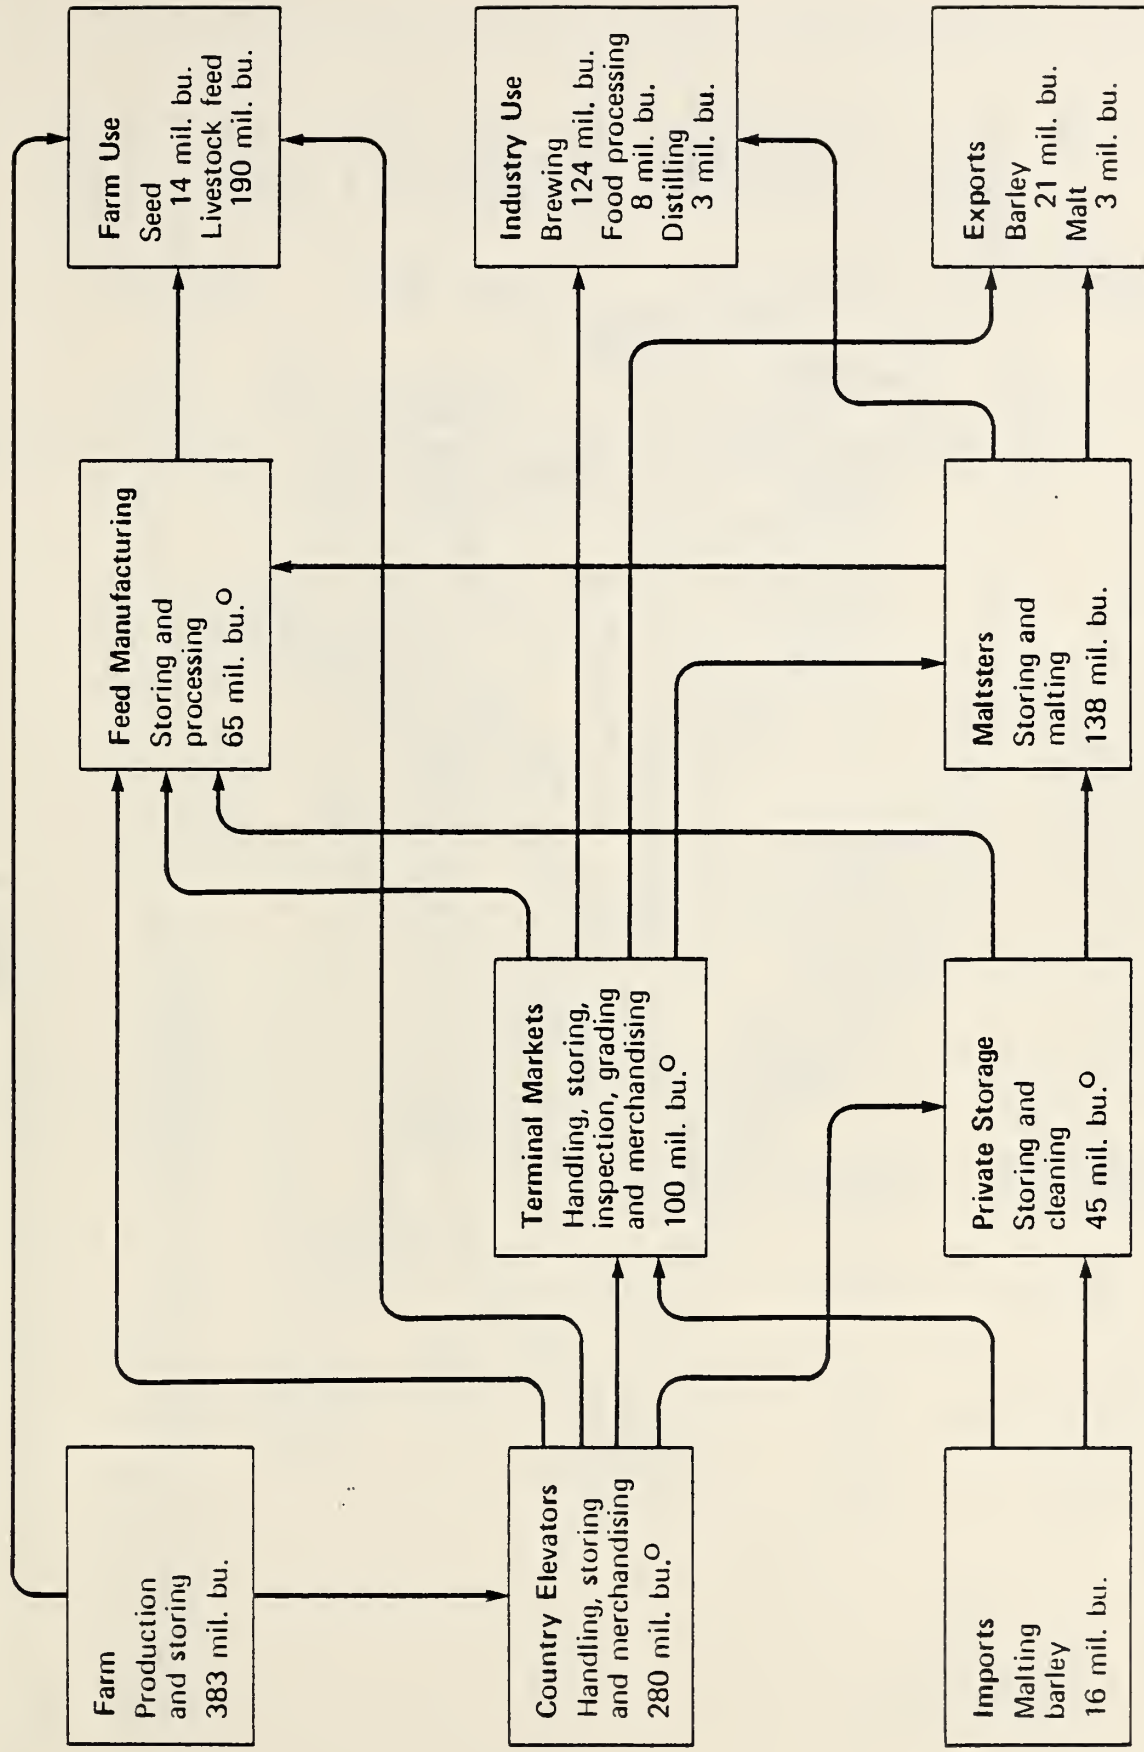 Farm
Production
and storing
383 mil. bu.
Country Elevators
Handling, storing
and merchandising
280 mil. bu.°
Imports
Malting
barley
16 mil. bu.
Terminal Markets
Handling, storing,
inspection, grading
and merchandising
100 mil. bu.°
Private Storage
Storing and
cleaning
45 mil. bu.°
Feed Manufacturing
Storing and
processing
65 mil. bu.°
Maltsters
Storing and
malting
138 mil. bu.
Farm Use
Seed
14 mil. bu.
Livestock feed
190 mil. bu.
Industry Use
Brewing
124 mil. bu.
Food processing
8 mil. bu.
Distilling
3 mil. bu.
Exports
Barley
21 mil. bu.
Malt
3 mil. bu.